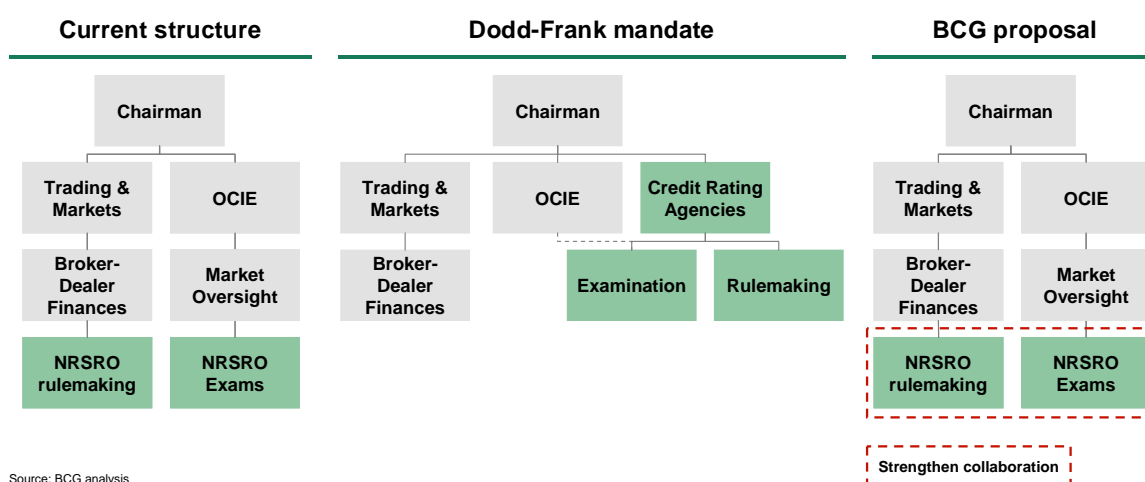 Current structure
Dodd-Frank mandate
BCG proposal
Chairman
Trading &
Markets
OCIE
Broker-
Dealer
Finances
Market
Oversight
NRSRO
rulemaking
NRSRO
Exams
Chairman
Trading &
Markets
OCIE
Credit Rating
Agencies
Broker-
Dealer
Finances
Examination
Rulemaking
Chairman
Trading &
Markets
OCIE
Broker-
Dealer
Finances
Market
Oversight
NRSRO
rulemaking
NRSRO
Exams
Strengthen collaboration
Source: BCG analysis